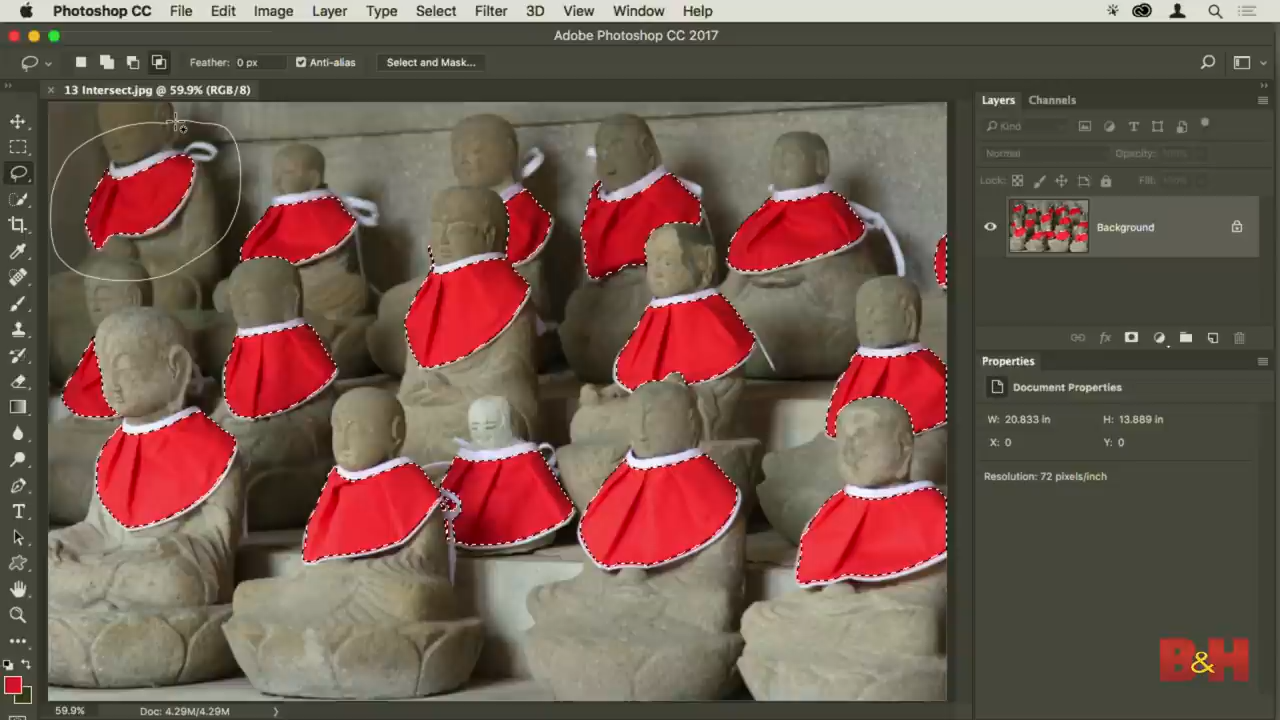 Photoshop CC File Edit Image Layer Type Select Filter 3D View Window Help
Adobe Photoshop CC 2017
Feather: 0 px Anti-alias Select and Mask...
× 13 Intersect.jpg @ 59.9% (RGB/8)
Layers Channels
Kind
Normal Opacity: 100%
Lock: Fill: 100%
Background
fx
Properties
Document Properties
W: 20.833 in H: 13.889 in
X: 0 Y: 0
Resolution: 72 pixels/inch
B&H
59.9% Doc: 4.29M/4.29M